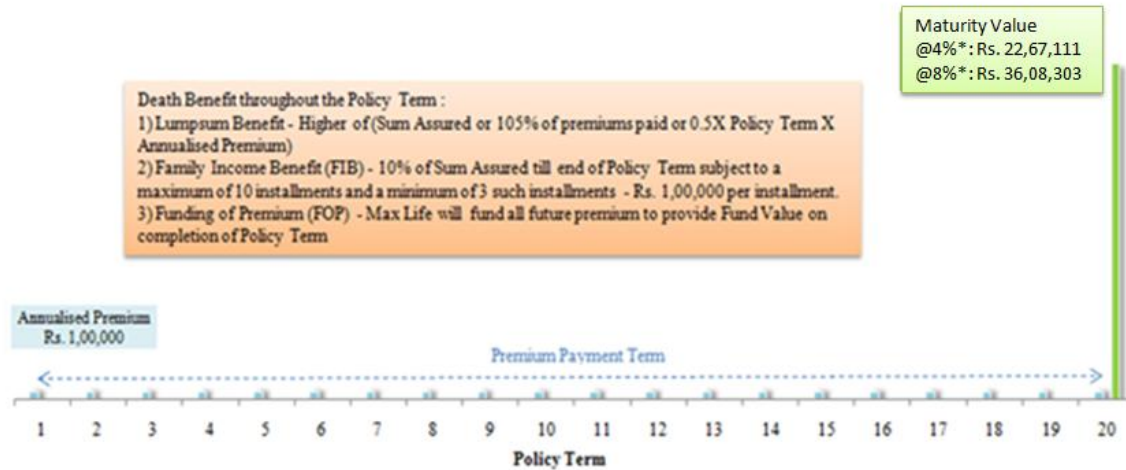 Maturity Value
@4%*: Rs. 22,67,111
@8%*: Rs. 36,08,303
Death Benefit throughout the Policy Term :
1) Lumpsum Benefit - Higher of (Sum Assured or 105% of premiums paid or 0.5X Policy Term X
Annualised Premium)
2) Family Income Benefit (FIB) - 10% of Sum Assured till end of Policy Term subject to a
maximum of 10 installments and a minimum of 3 such installments - Rs. 1,00,000 per installment.
3) Funding of Premium (FOP) - Max Life will fund all future premium to provide Fund Value on
completion of Policy Term
Annualised Premium
Rs. 1,00,000
Premium Payment Term
1 2 3 4 5 6 7 8 9 10 11 12 13 14 15 16 17 18 19 20
Policy Term